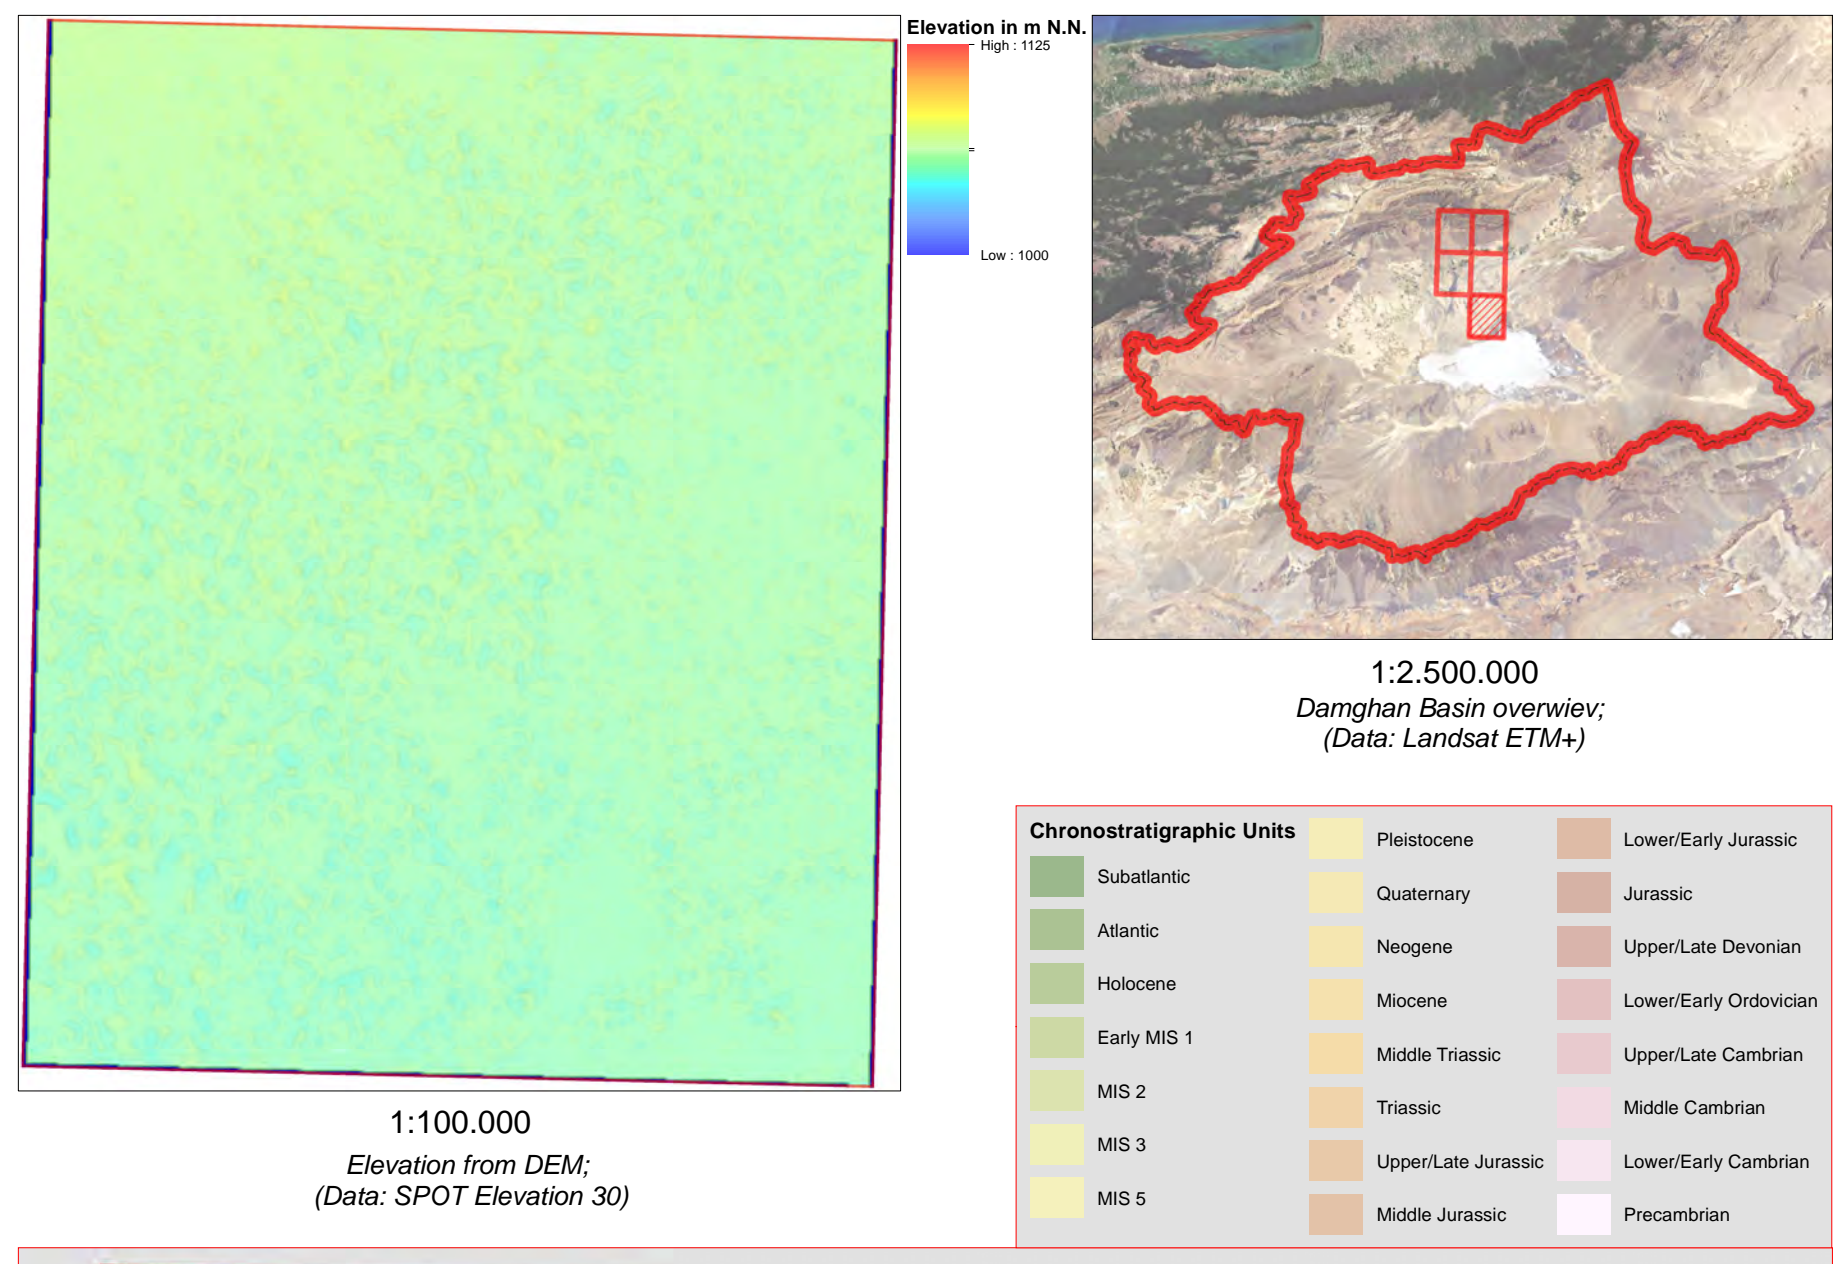 Elevation in m N.N.
High : 1125
Low : 1000
1:2.500.000
Damghan Basin overwiev;
(Data: Landsat ETM+)
1:100.000
Elevation from DEM;
(Data: SPOT Elevation 30)
Chronostratigraphic Units
Subatlantic
Atlantic
Holocene
Early MIS 1
MIS 2
MIS 3
MIS 5
Pleistocene
Quaternary
Neogene
Miocene
Middle Triassic
Triassic
Upper/Late Jurassic
Middle Jurassic
Lower/Early Jurassic
Jurassic
Upper/Late Devonian
Lower/Early Ordovician
Upper/Late Cambrian
Middle Cambrian
Lower/Early Cambrian
Precambrian